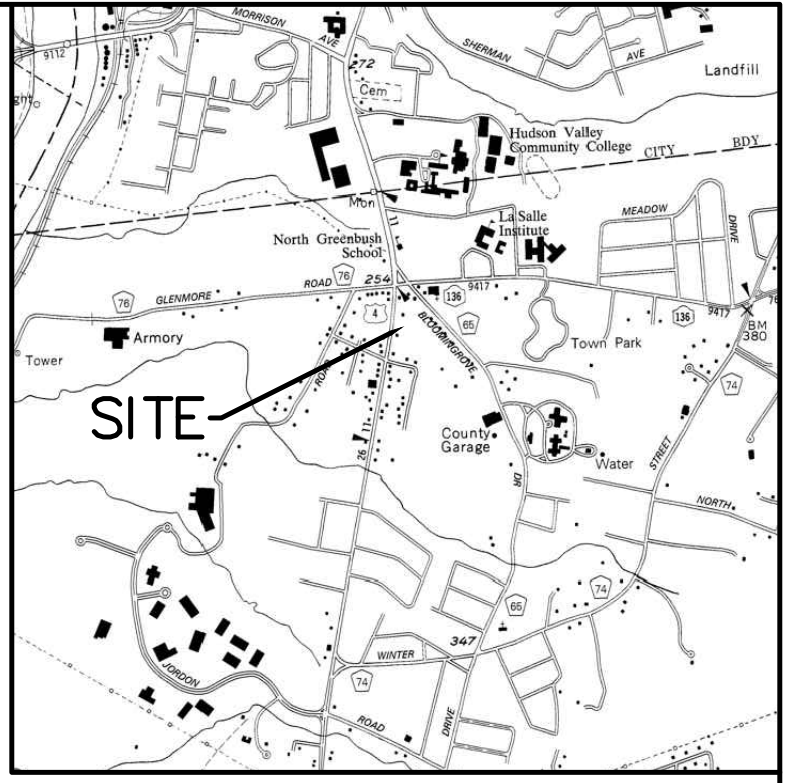 MORRISON
AVE
272
SHERMAN
AVE
Landfill
9112
Cem
Hudson Valley
Community College
CITY
BDY
Mon
11
La Salle
Institute
MEADOW
DRIVE
North Greenbush
School
76
254
9417
136
76
GLENMORE
ROAD
4
65
BLOOMINGROVE
136
9417
BM
380
Armory
Tower
ROAD
Town Park
74
SITE
County
Garage
Water
STREET
26
11
DR
NORTH
74
65
347
WINTER
74
JORDON
ROAD
DRIVE